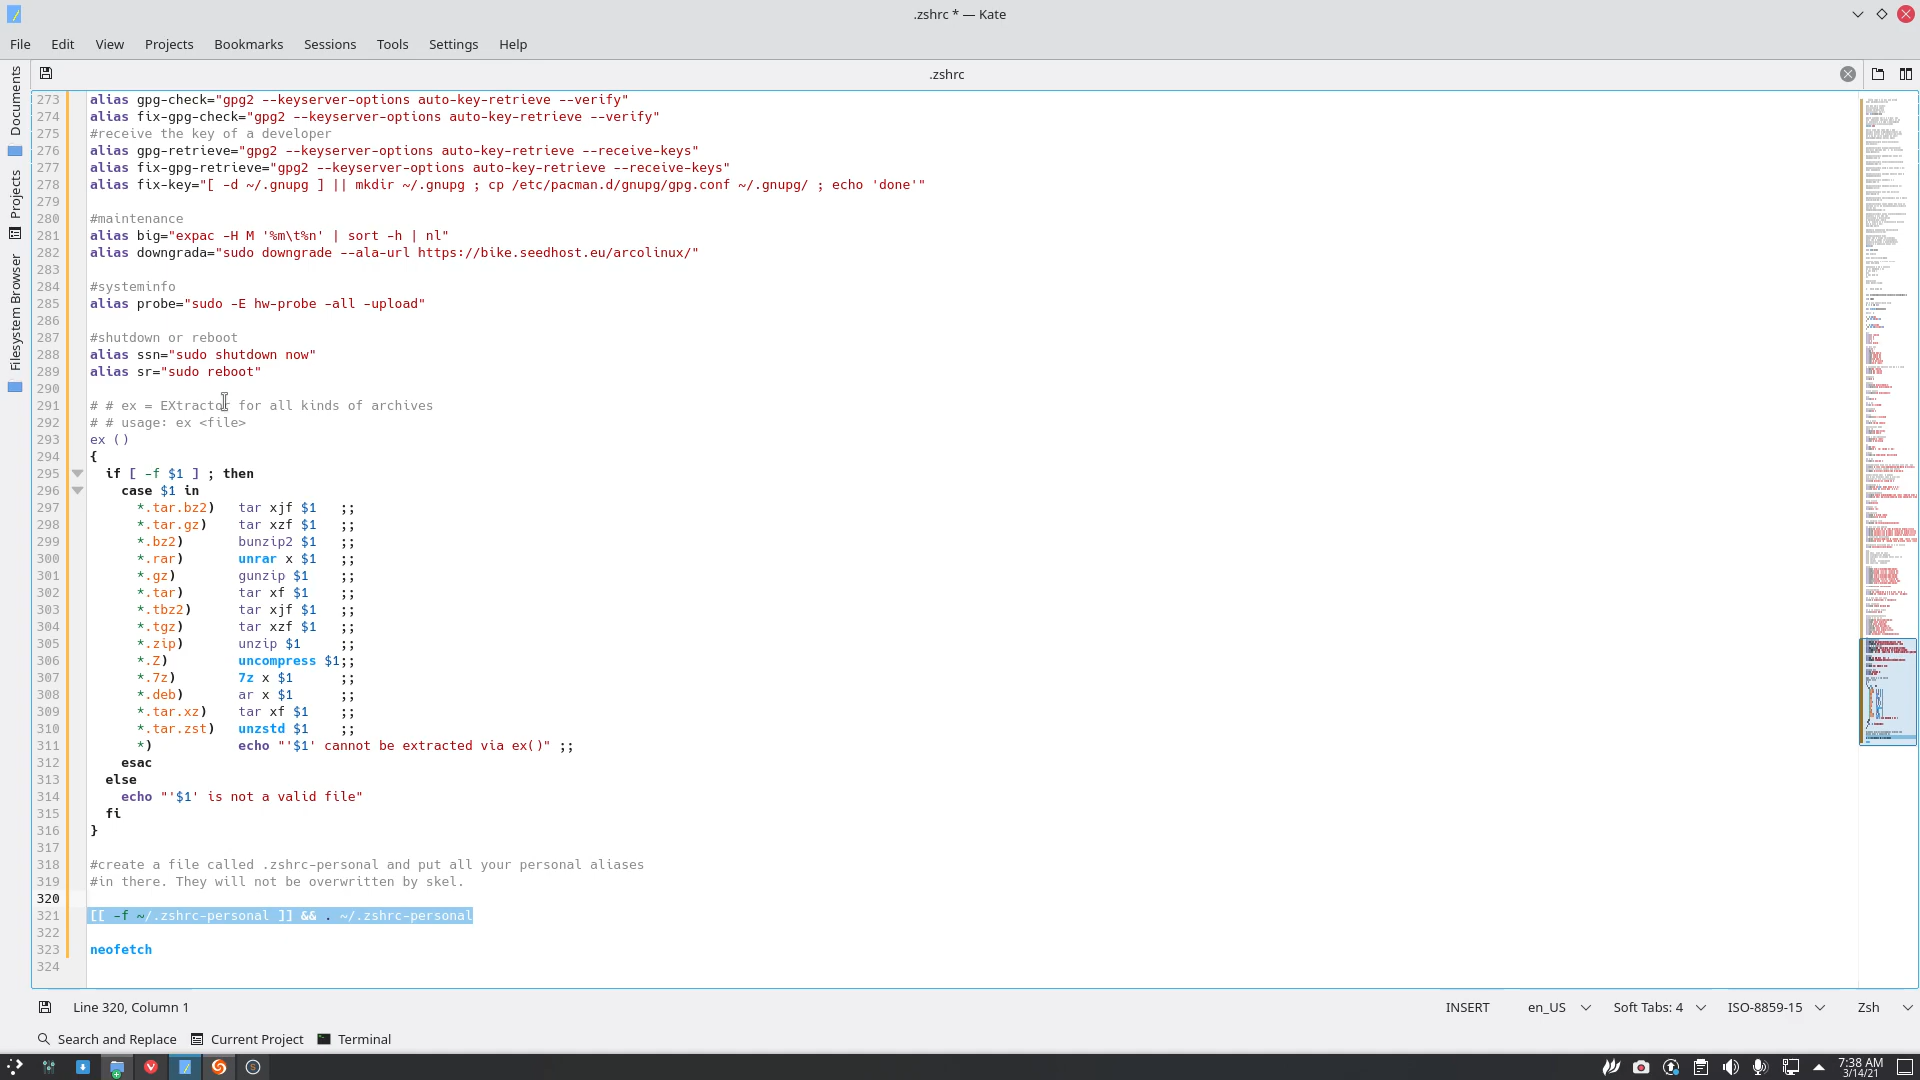 .zshrc * — Kate
File Edit View Projects Bookmarks Sessions Tools Settings Help
.zshrc
Documents
Projects
Filesystem Browser
273 alias gpg-check="gpg2 --keyserver-options auto-key-retrieve --verify"
274 alias fix-gpg-check="gpg2 --keyserver-options auto-key-retrieve --verify"
275 #receive the key of a developer
276 alias gpg-retrieve="gpg2 --keyserver-options auto-key-retrieve --receive-keys"
277 alias fix-gpg-retrieve="gpg2 --keyserver-options auto-key-retrieve --receive-keys"
278 alias fix-key="[ -d ~/.gnupg ] || mkdir ~/.gnupg ; cp /etc/pacman.d/gnupg/gpg.conf ~/.gnupg/ ; echo 'done'"
279
280 #maintenance
281 alias big="expac -H M '%m\t%n' | sort -h | nl"
282 alias downgrada="sudo downgrade --ala-url https://bike.seedhost.eu/arcolinux/"
283
284 #systeminfo
285 alias probe="sudo -E hw-probe -all -upload"
286
287 #shutdown or reboot
288 alias ssn="sudo shutdown now"
289 alias sr="sudo reboot"
290
291 # # ex = EXtractor for all kinds of archives
292 # # usage: ex <file>
293 ex ()
294 {
295   if [ -f $1 ] ; then
296     case $1 in
297       *.tar.bz2)   tar xjf $1   ;;
298       *.tar.gz)    tar xzf $1   ;;
299       *.bz2)       bunzip2 $1   ;;
300       *.rar)       unrar x $1   ;;
301       *.gz)        gunzip $1    ;;
302       *.tar)       tar xf $1    ;;
303       *.tbz2)      tar xjf $1   ;;
304       *.tgz)       tar xzf $1   ;;
305       *.zip)       unzip $1     ;;
306       *.Z)         uncompress $1;;
307       *.7z)        7z x $1      ;;
308       *.deb)       ar x $1      ;;
309       *.tar.xz)    tar xf $1    ;;
310       *.tar.zst)   unzstd $1    ;;
311       *)           echo "'$1' cannot be extracted via ex()" ;;
312     esac
313   else
314     echo "'$1' is not a valid file"
315   fi
316 }
317
318 #create a file called .zshrc-personal and put all your personal aliases
319 #in there. They will not be overwritten by skel.
320
321 [[ -f ~/.zshrc-personal ]] && . ~/.zshrc-personal
322
323 neofetch
324
Line 320, Column 1 INSERT en_US Soft Tabs: 4 ISO-8859-15 Zsh
Search and Replace Current Project Terminal
7:38 AM
3/14/21